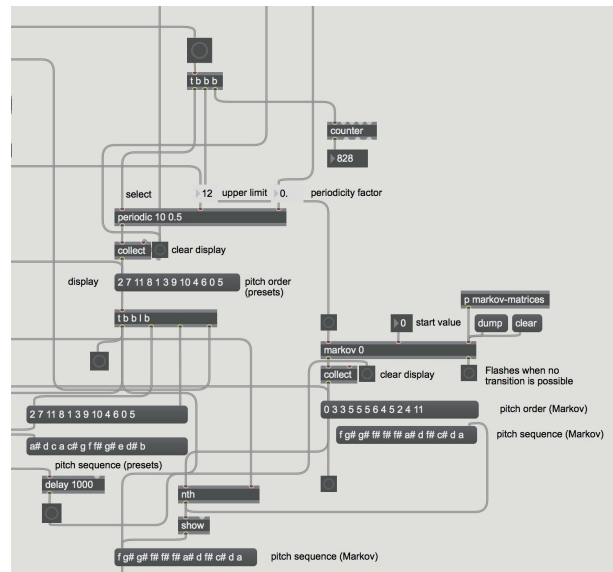 t b b b
counter
828
select
12
upper limit
0.
periodicity factor
periodic 10 0.5
collect
clear display
display
2 7 11 8 1 3 9 10 4 6 0 5
pitch order
(presets)
p markov-matrices
t b b l b
0
start value
dump
clear
markov 0
collect
clear display
Flashes when no
transition is possible
2 7 11 8 1 3 9 10 4 6 0 5
0 3 3 5 5 5 6 4 5 2 4 11
pitch order (Markov)
a# d c a c# g f f# g# e d# b
f g# g# f# f# f# a# d f# c# d a
pitch sequence (Markov)
pitch sequence (presets)
delay 1000
nth
show
f g# g# f# f# f# a# d f# c# d a
pitch sequence (Markov)